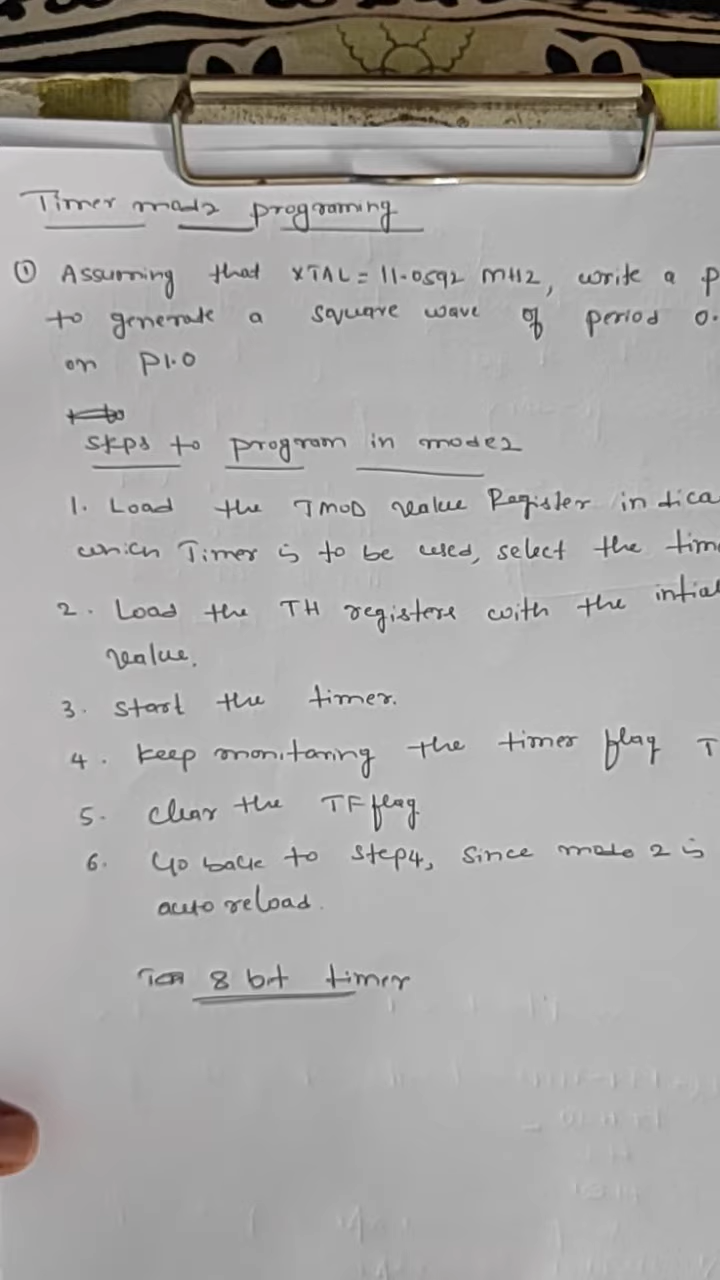 Timer mode2 programing
① Assuming that XTAL = 11.0592 MHz, write a p
to generate a square wave of period 0.
on P1.0
steps to program in mode2
1. Load the TMOD value Register indica
which Timer is to be used, select the tim
2. Load the TH registers with the intial
value.
3. start the timer.
4. keep monitaring the timer flag T
5. clear the TF flag.
6. Go back to step4, since mode 2 is
auto reload.
8 bit timer